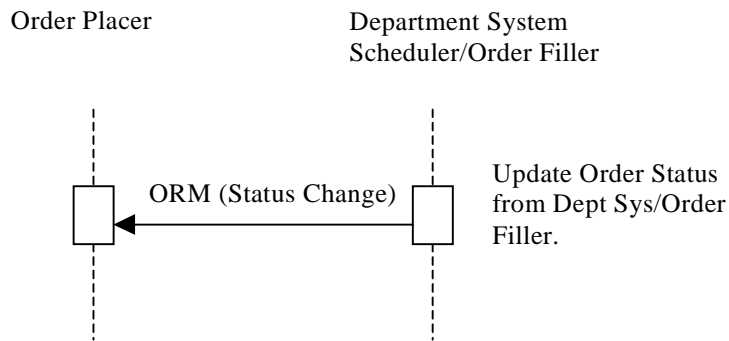 Order Placer
Department System
Scheduler/Order Filler
ORM (Status Change)
Update Order Status
from Dept Sys/Order
Filler.